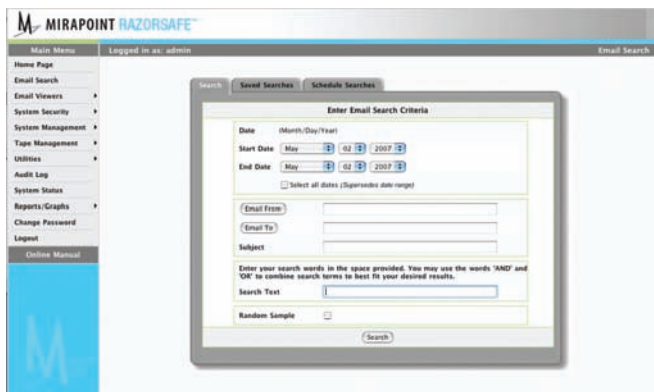 MIRAPOINT RAZORSAFE™
Main Menu
Logged in as: admin
Email Search
Home Page
Email Search
Email Viewers
System Security
System Management
Tape Management
Utilities
Audit Log
System Status
Reports/Graphs
Change Password
Logout
Online Manual
Search
Saved Searches
Schedule Searches
Enter Email Search Criteria
Date (Month/Day/Year)
Start Date May 02 2007
End Date May 02 2007
Select all dates (Supersedes date range)
Email From
Email To
Subject
Enter your search words in the space provided. You may use the words 'AND' and
'OR' to combine search terms to best fit your desired results.
Search Text
Random Sample
Search